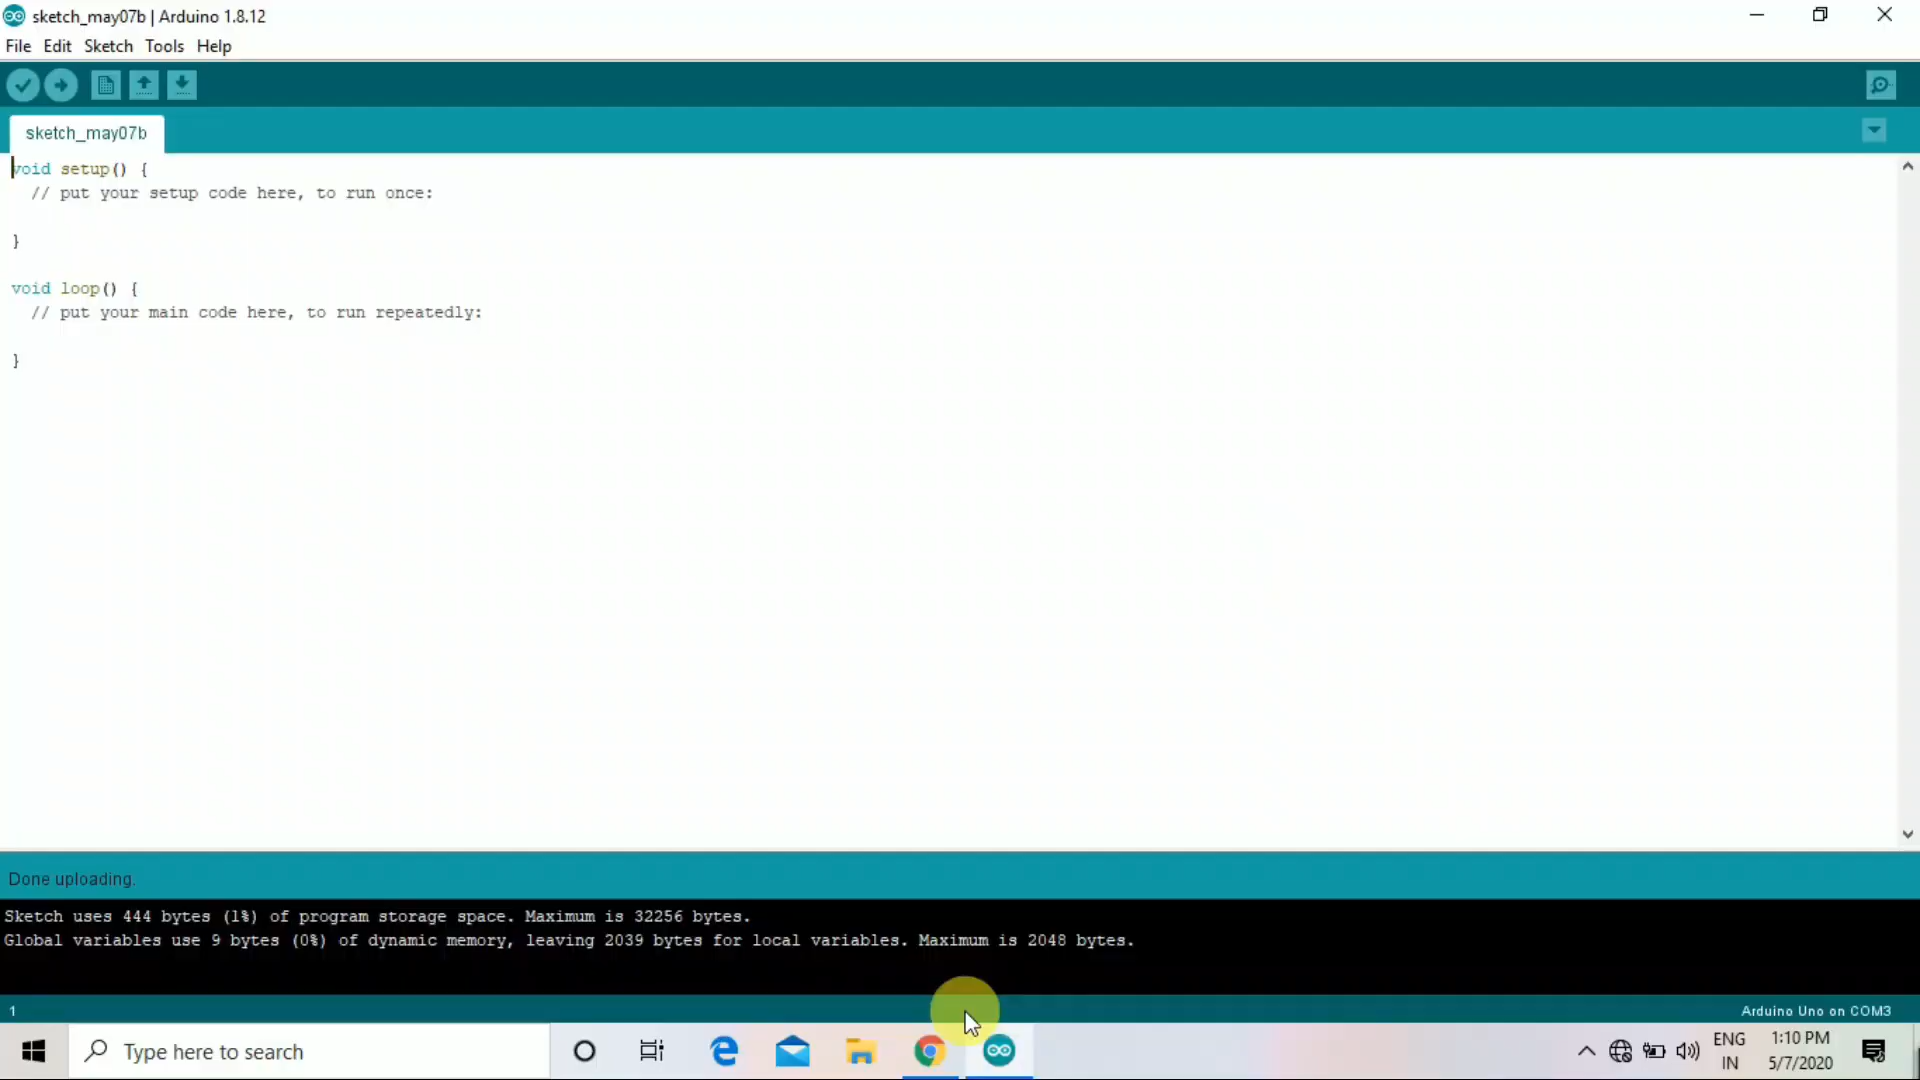 sketch_may07b | Arduino 1.8.12
File Edit Sketch Tools Help
sketch_may07b
void setup() {
// put your setup code here, to run once:
}
void loop() {
// put your main code here, to run repeatedly:
}
Done uploading.
Sketch uses 444 bytes (1%) of program storage space. Maximum is 32256 bytes.
Global variables use 9 bytes (0%) of dynamic memory, leaving 2039 bytes for local variables. Maximum is 2048 bytes.
1 Arduino Uno on COM3
Type here to search
ENG 1:10 PM
IN 5/7/2020